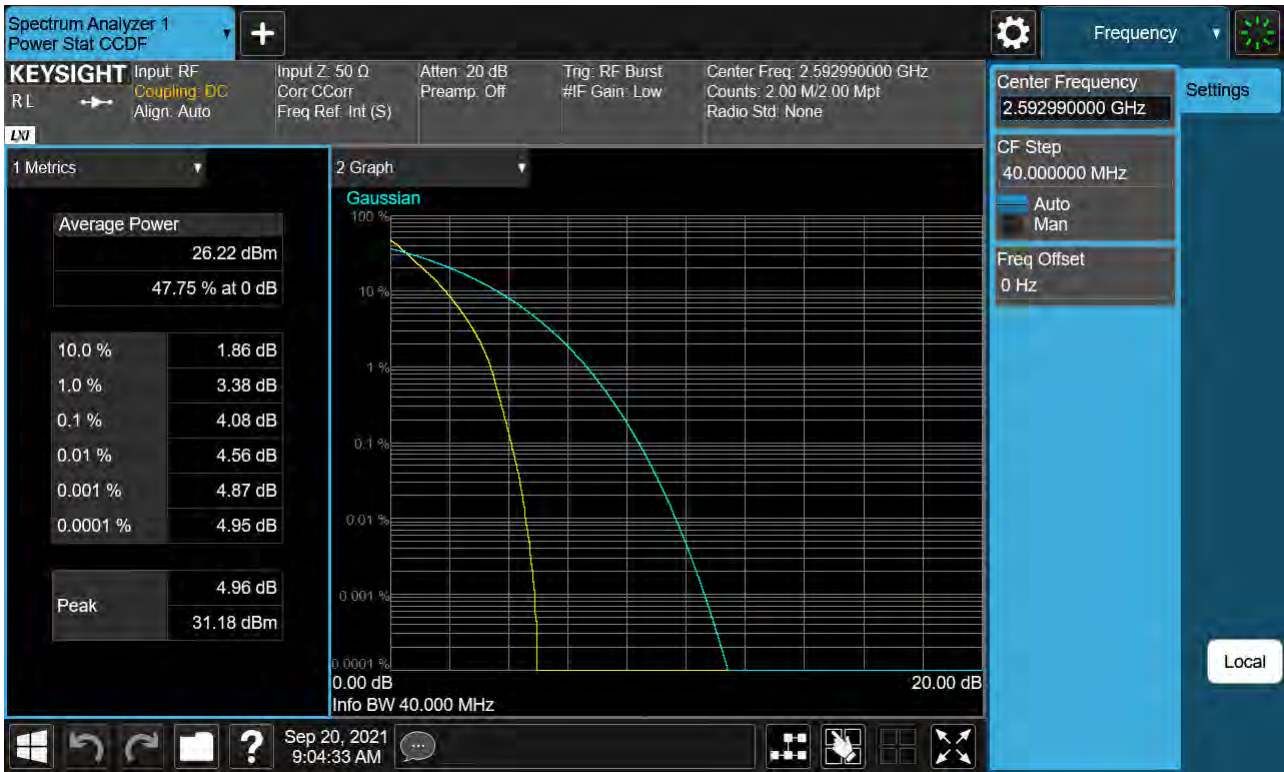 Spectrum Analyzer 1
Power Stat CCDF
+
Frequency
KEYSIGHT
RL
LXI
Input: RF
Coupling: DC
Align: Auto
Input Z: 50 Ω
Corr CCorr
Freq Ref: Int (S)
Atten: 20 dB
Preamp: Off
Trig: RF Burst
#IF Gain: Low
Center Freq: 2.592990000 GHz
Counts: 2.00 M/2.00 Mpt
Radio Std: None
Center Frequency
2.592990000 GHz
Settings
CF Step
40.000000 MHz
Auto
Man
Freq Offset
0 Hz
Local
1 Metrics
Average Power
26.22 dBm
47.75 % at 0 dB
10.0 % 1.86 dB
1.0 % 3.38 dB
0.1 % 4.08 dB
0.01 % 4.56 dB
0.001 % 4.87 dB
0.0001 % 4.95 dB
Peak
4.96 dB
31.18 dBm
2 Graph
Gaussian
100 %
10 %
1 %
0.1 %
0.01 %
0.001 %
0.0001 %
0.00 dB 20.00 dB
Info BW 40.000 MHz
?
Sep 20, 2021
9:04:33 AM